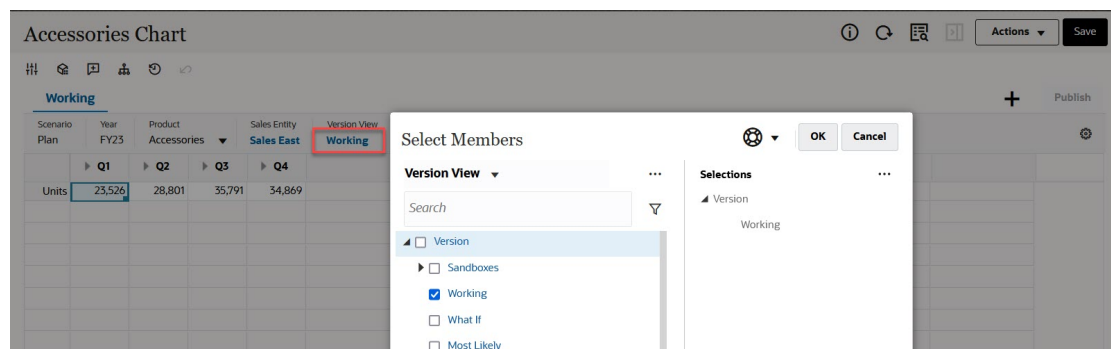 Accessories Chart
Actions
Save
Working
Publish
Scenario Year Product Sales Entity Version View
Plan FY23 Accessories Sales East Working
Q1 Q2 Q3 Q4
Units 23,526 28,801 35,791 34,869
Select Members
OK
Cancel
Version View
Search
Version
Sandboxes
Working
What If
Most Likely
Selections
Version
Working